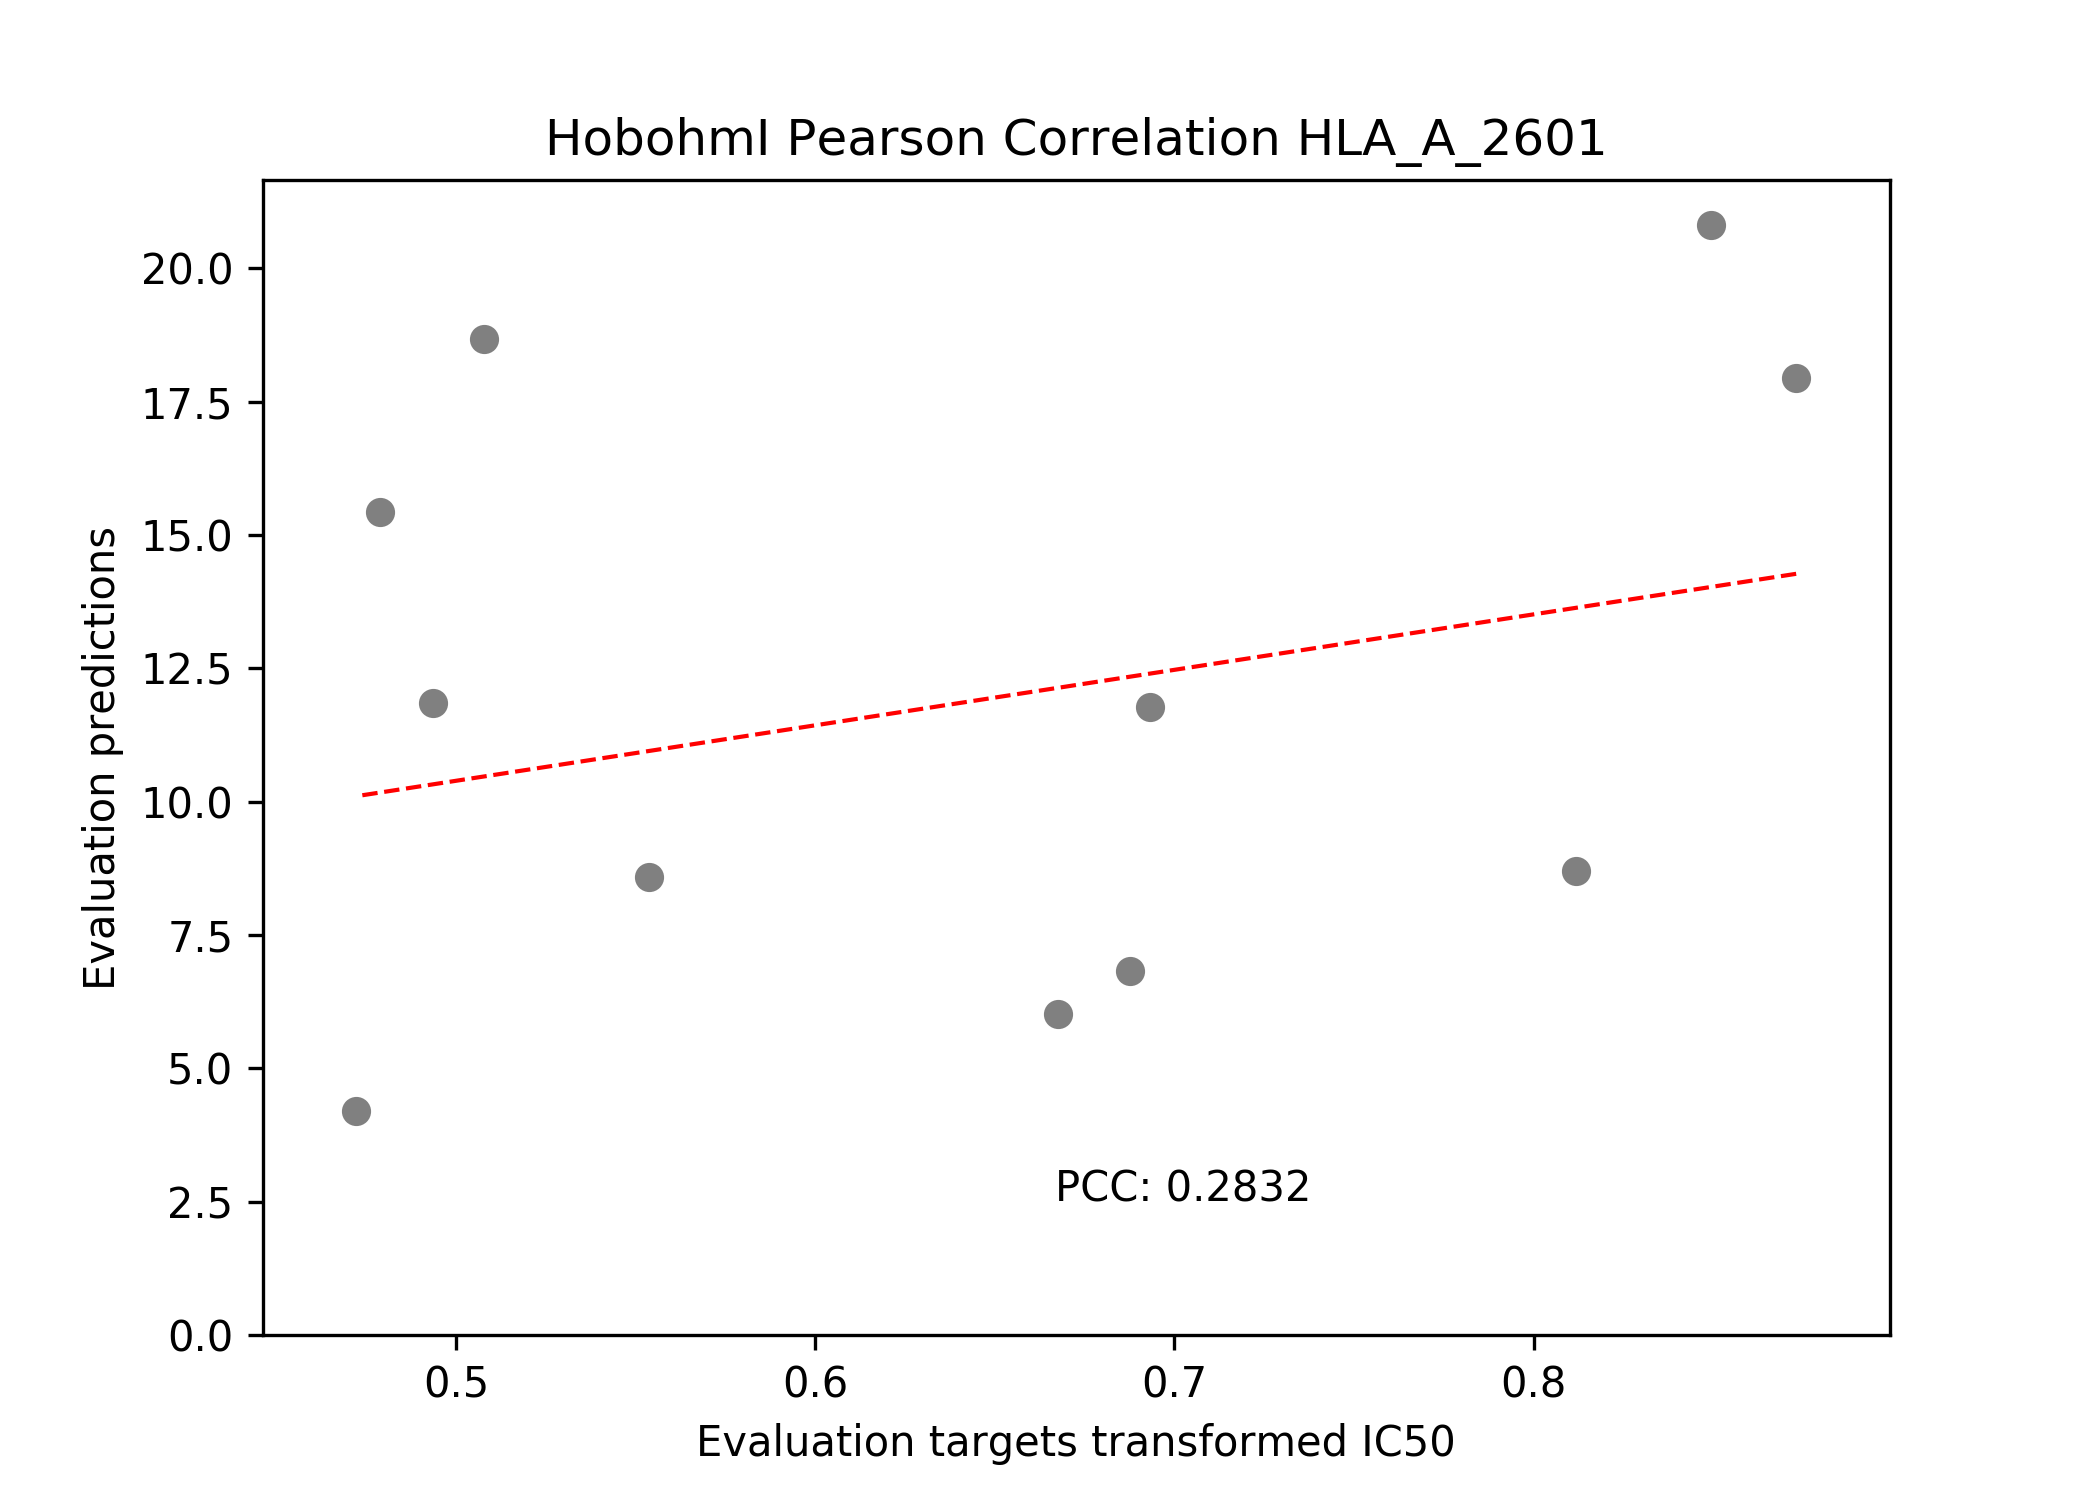 HobohmI Pearson Correlation HLA_A_2601
20.0
17.5
15.0
12.5
10.0
7.5
5.0
2.5
0.0
Evaluation predictions
PCC: 0.2832
0.5 0.6 0.7 0.8
Evaluation targets transformed IC50